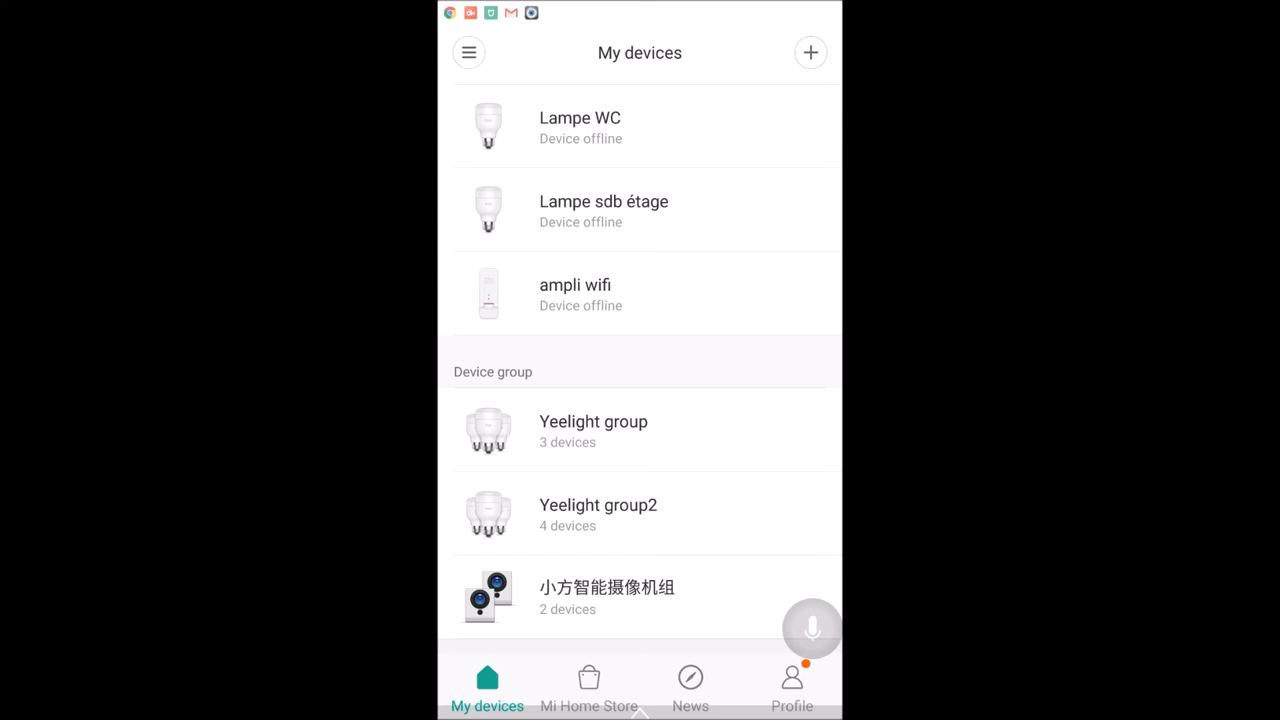 My devices
Lampe WC
Device offline
Lampe sdb étage
Device offline
ampli wifi
Device offline
Device group
Yeelight group
3 devices
Yeelight group2
4 devices
小方智能摄像机组
2 devices
My devices
Mi Home Store
News
Profile